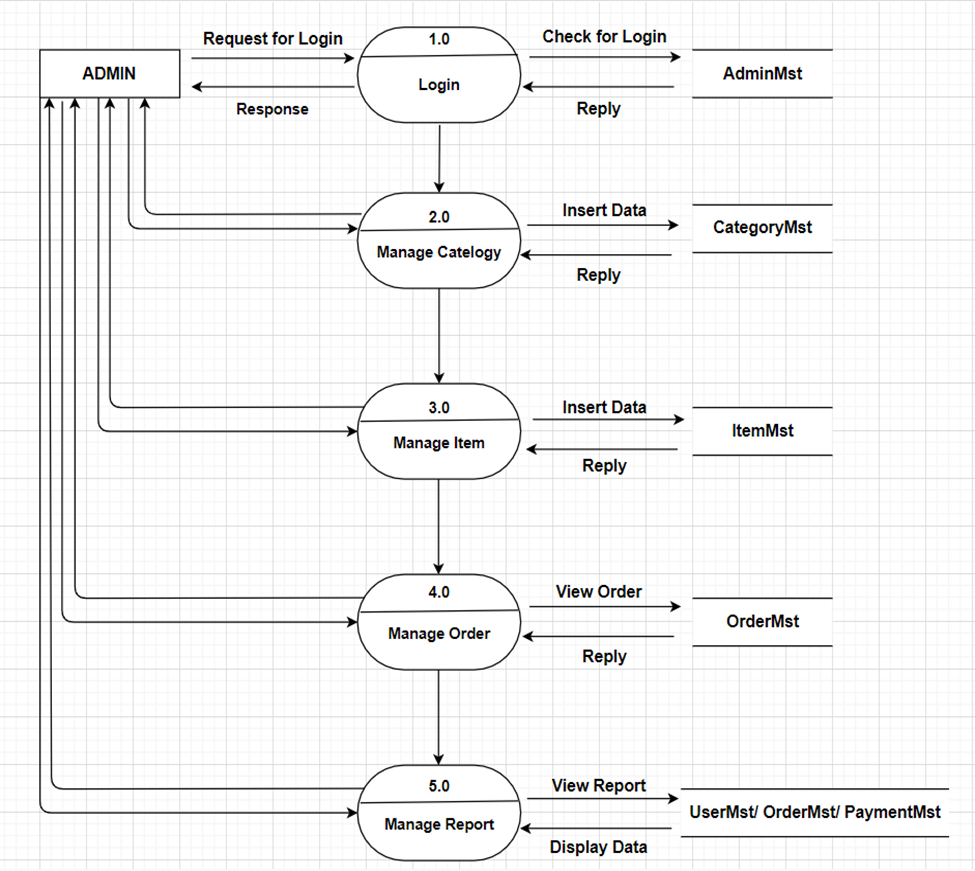 Request for Login
1.0
Check for Login
ADMIN
Login
AdminMst
Response
Reply
2.0
Insert Data
Manage Catelogy
CategoryMst
Reply
3.0
Insert Data
Manage Item
ItemMst
Reply
4.0
View Order
Manage Order
OrderMst
Reply
5.0
View Report
Manage Report
UserMst/ OrderMst/ PaymentMst
Display Data